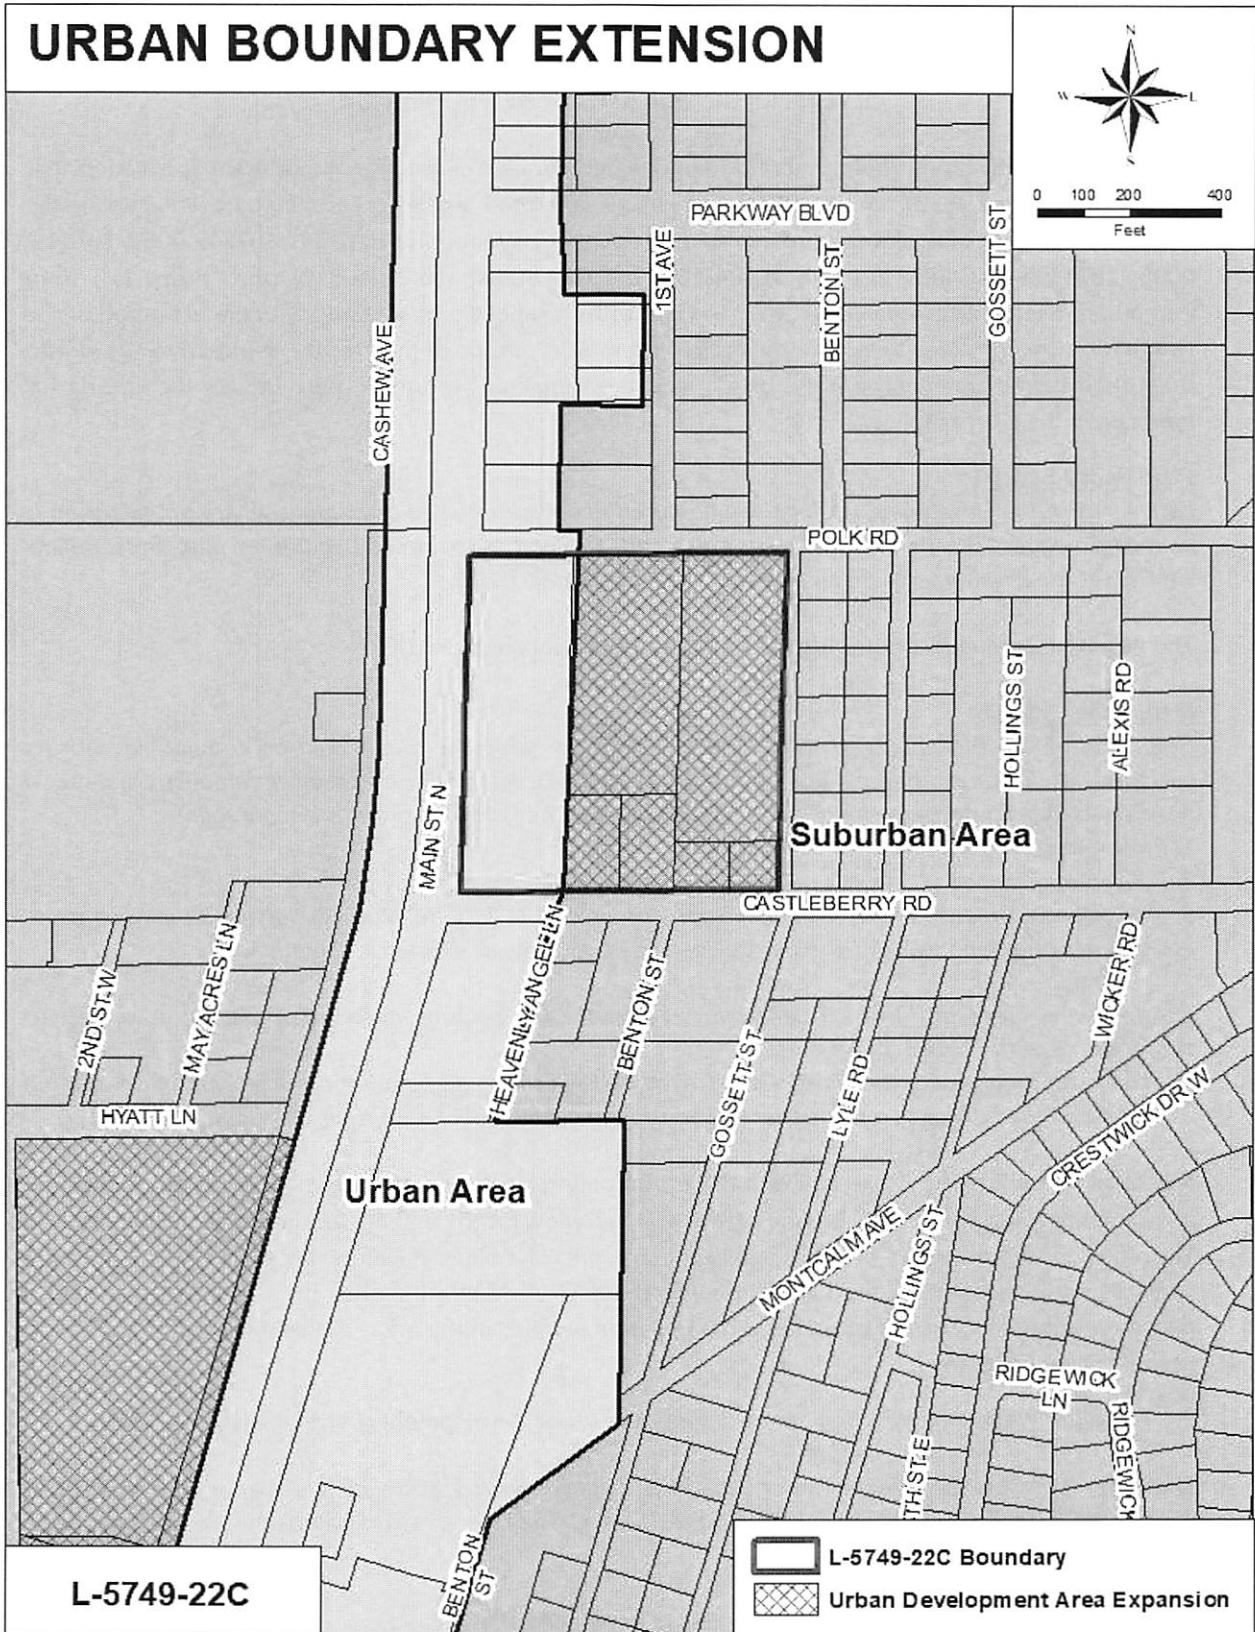 URBAN BOUNDARY EXTENSION
N
W
L
S
0 100 200 400
Feet
PARKWAY BLVD
1ST AVE
BENTON ST
GOSSETT ST
CASHEW AVE
POLK RD
HOLLINGS ST
ALEXIS RD
MAIN ST N
Suburban Area
CASTLEBERRY RD
HEAVENLY ANGEL LN
BENTON ST
2ND ST W
MAY ACRES LN
WICKER RD
GOSSETT ST
LYLE RD
HYATT LN
CRESTWICK DR W
Urban Area
MONTCALM AVE
HOLLINGS ST
RIDGEWICK
LN
RIDGEWICK
TH ST E
BENTON
ST
L-5749-22C
L-5749-22C Boundary
Urban Development Area Expansion